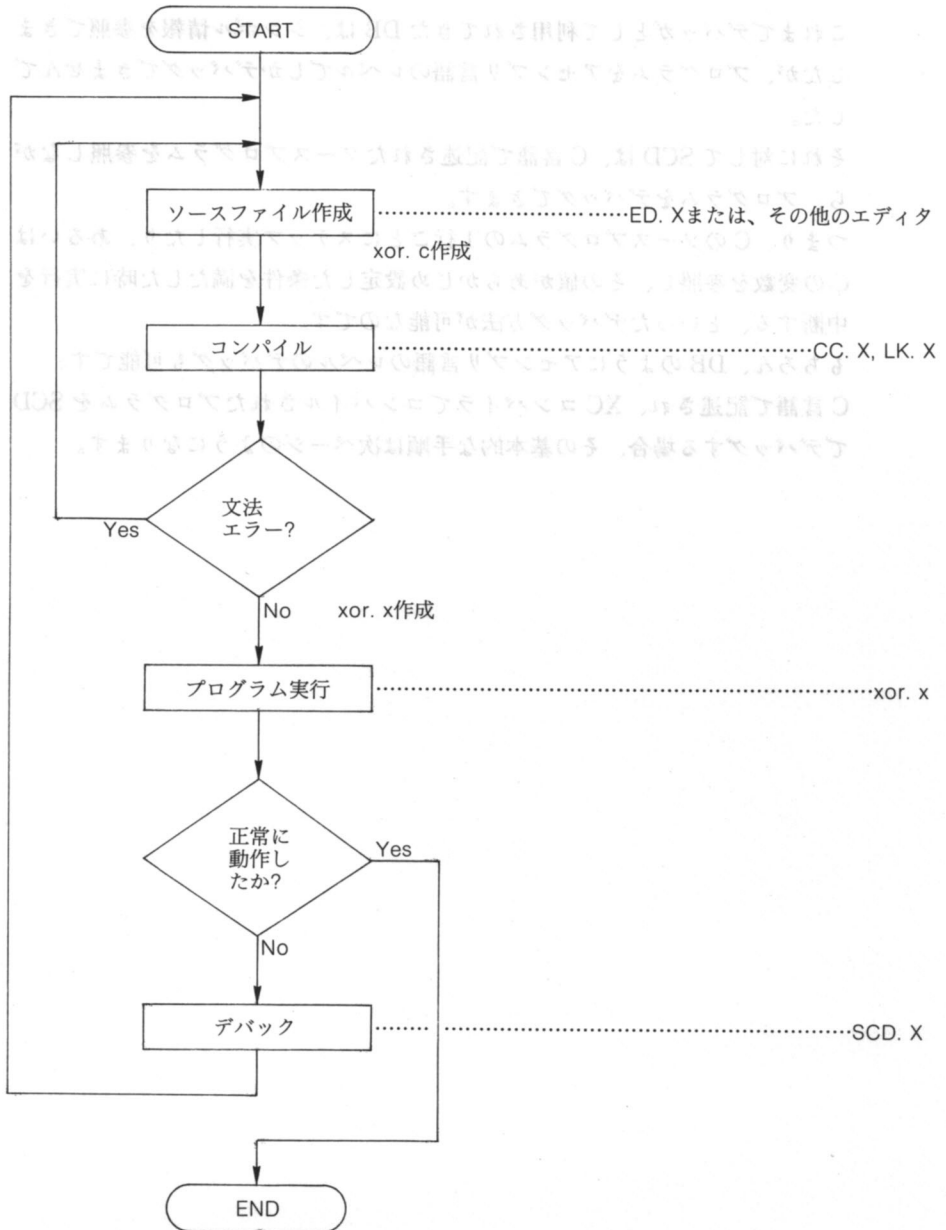 START
ソースファイル作成 ………………………ED. Xまたは、その他のエディタ
xor. c作成
コンパイル ………………………………………………CC. X, LK. X
文法
エラー?
Yes
No xor. x作成
プログラム実行 ………………………………………………………xor. x
正常に
動作し
たか?
Yes
No
デバック ………………………………………………………SCD. X
END